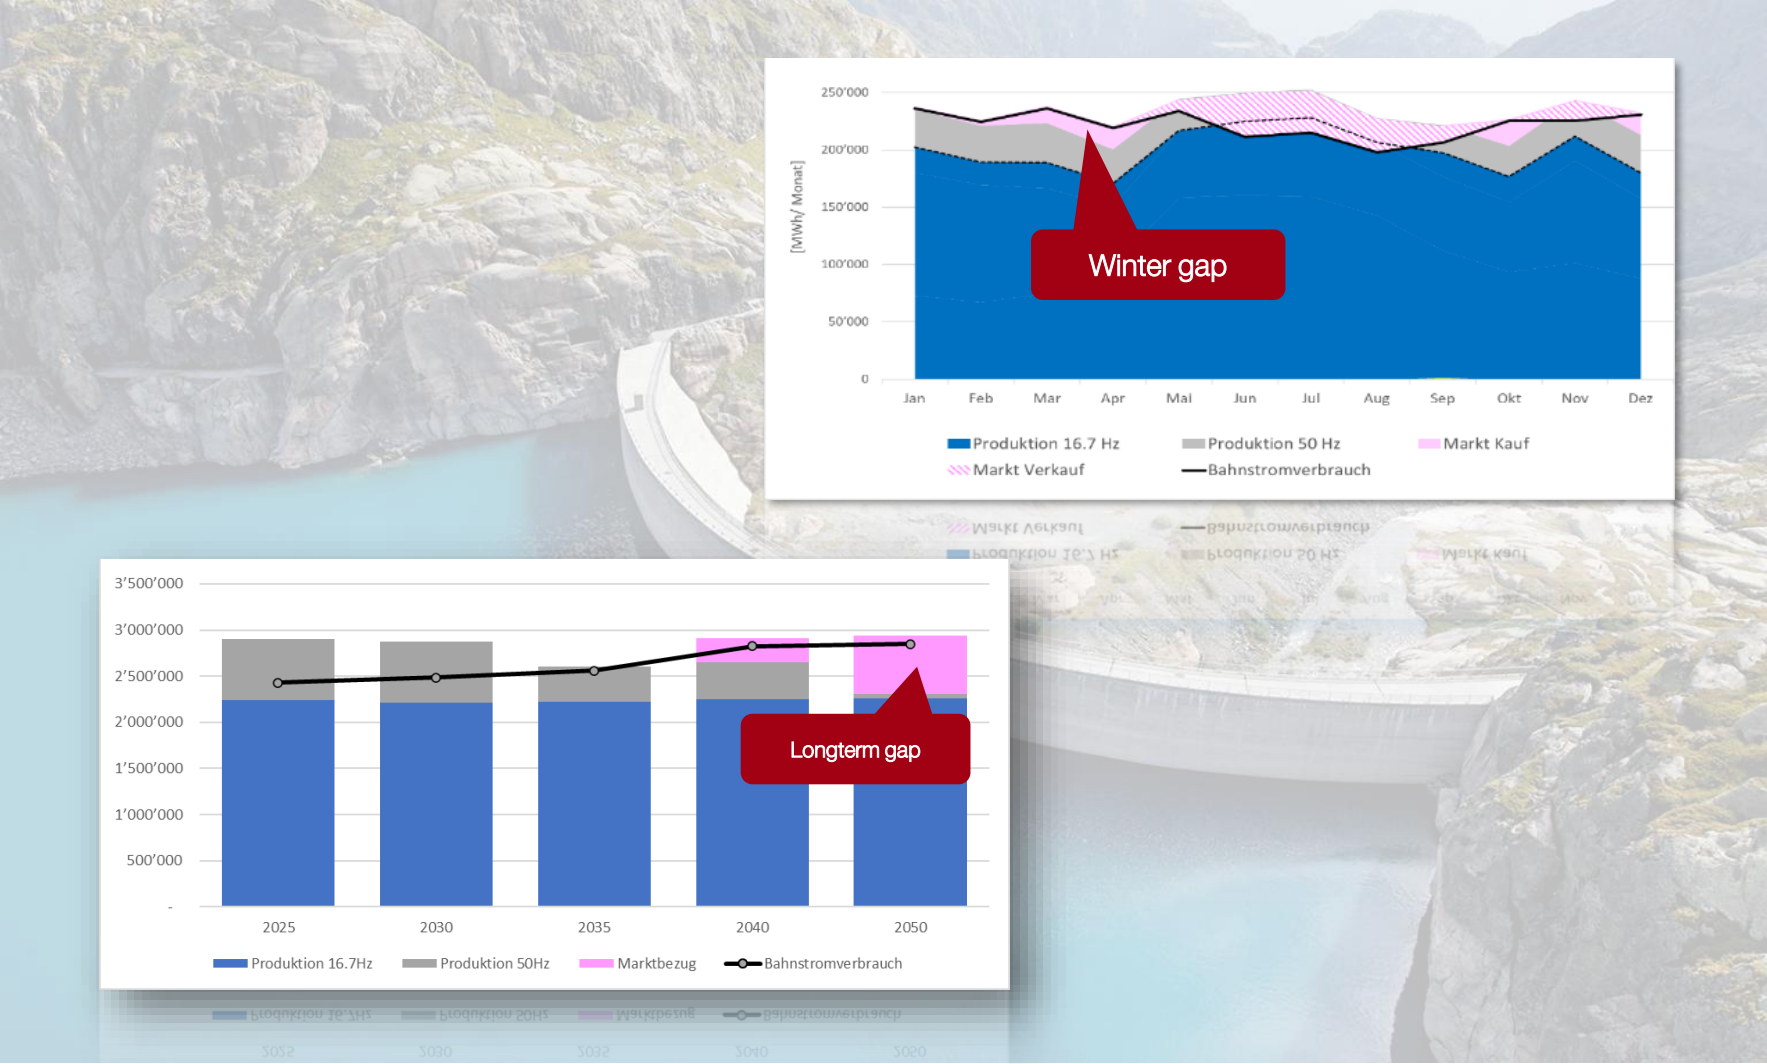 250'000
200'000
150'000
100'000
50'000
0
[MWh/ Monat]
Winter gap
Jan Feb Mar Apr Mai Jun Jul Aug Sep Okt Nov Dez
Produktion 16.7 Hz Produktion 50 Hz Markt Kauf
Markt Verkauf Bahnstromverbrauch
3'500'000
3'000'000
2'500'000
2'000'000
1'500'000
1'000'000
500'000
-
Longterm gap
2025 2030 2035 2040 2050
Produktion 16.7Hz Produktion 50Hz Marktbezug Bahnstromverbrauch